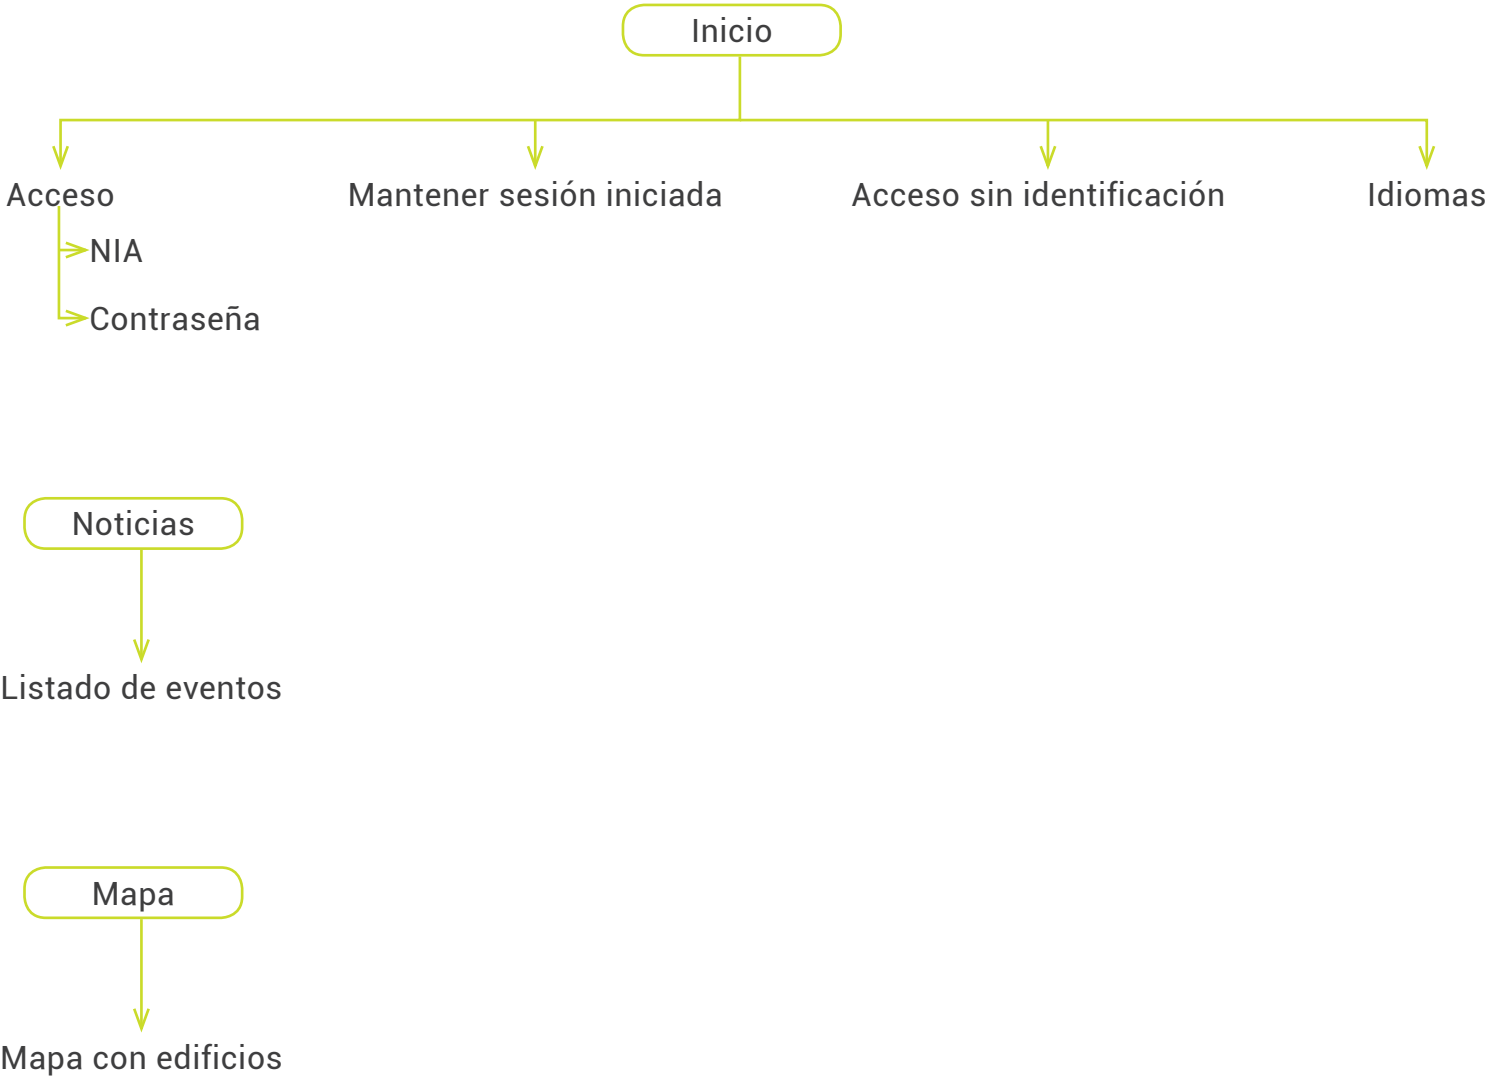 Inicio
Acceso
Mantener sesión iniciada
Acceso sin identificación
Idiomas
NIA
Contraseña
Noticias
Listado de eventos
Mapa
Mapa con edificios